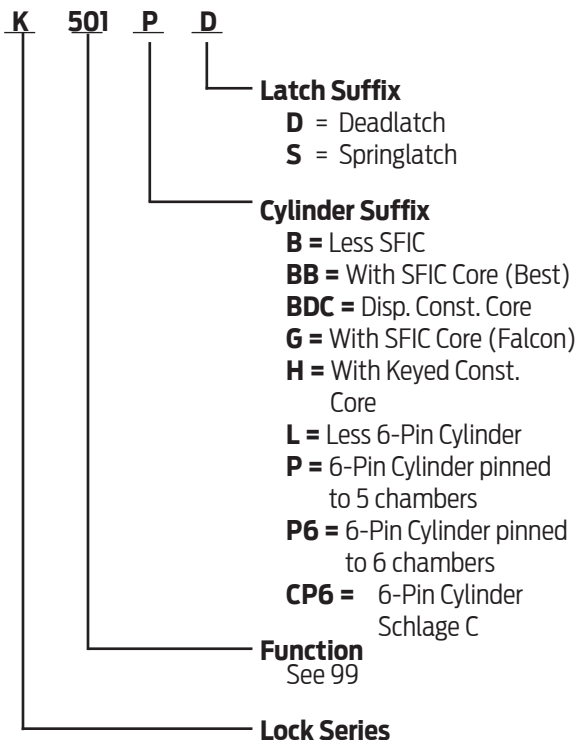 K 501 P D
Latch Suffix
D = Deadlatch
S = Springlatch
Cylinder Suffix
B = Less SFIC
BB = With SFIC Core (Best)
BDC = Disp. Const. Core
G = With SFIC Core (Falcon)
H = With Keyed Const.
Core
L = Less 6-Pin Cylinder
P = 6-Pin Cylinder pinned
to 5 chambers
P6 = 6-Pin Cylinder pinned
to 6 chambers
CP6 = 6-Pin Cylinder
Schlage C
Function
See 99
Lock Series